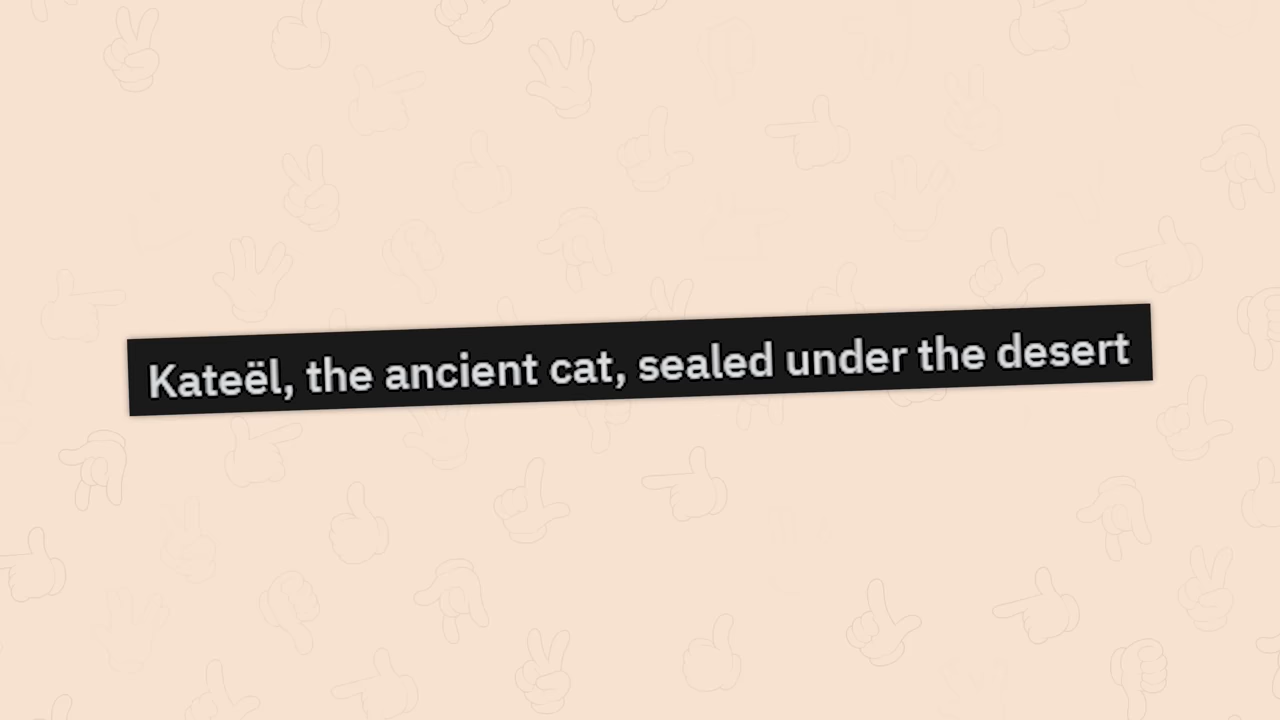 Kateël, the ancient cat, sealed under the desert